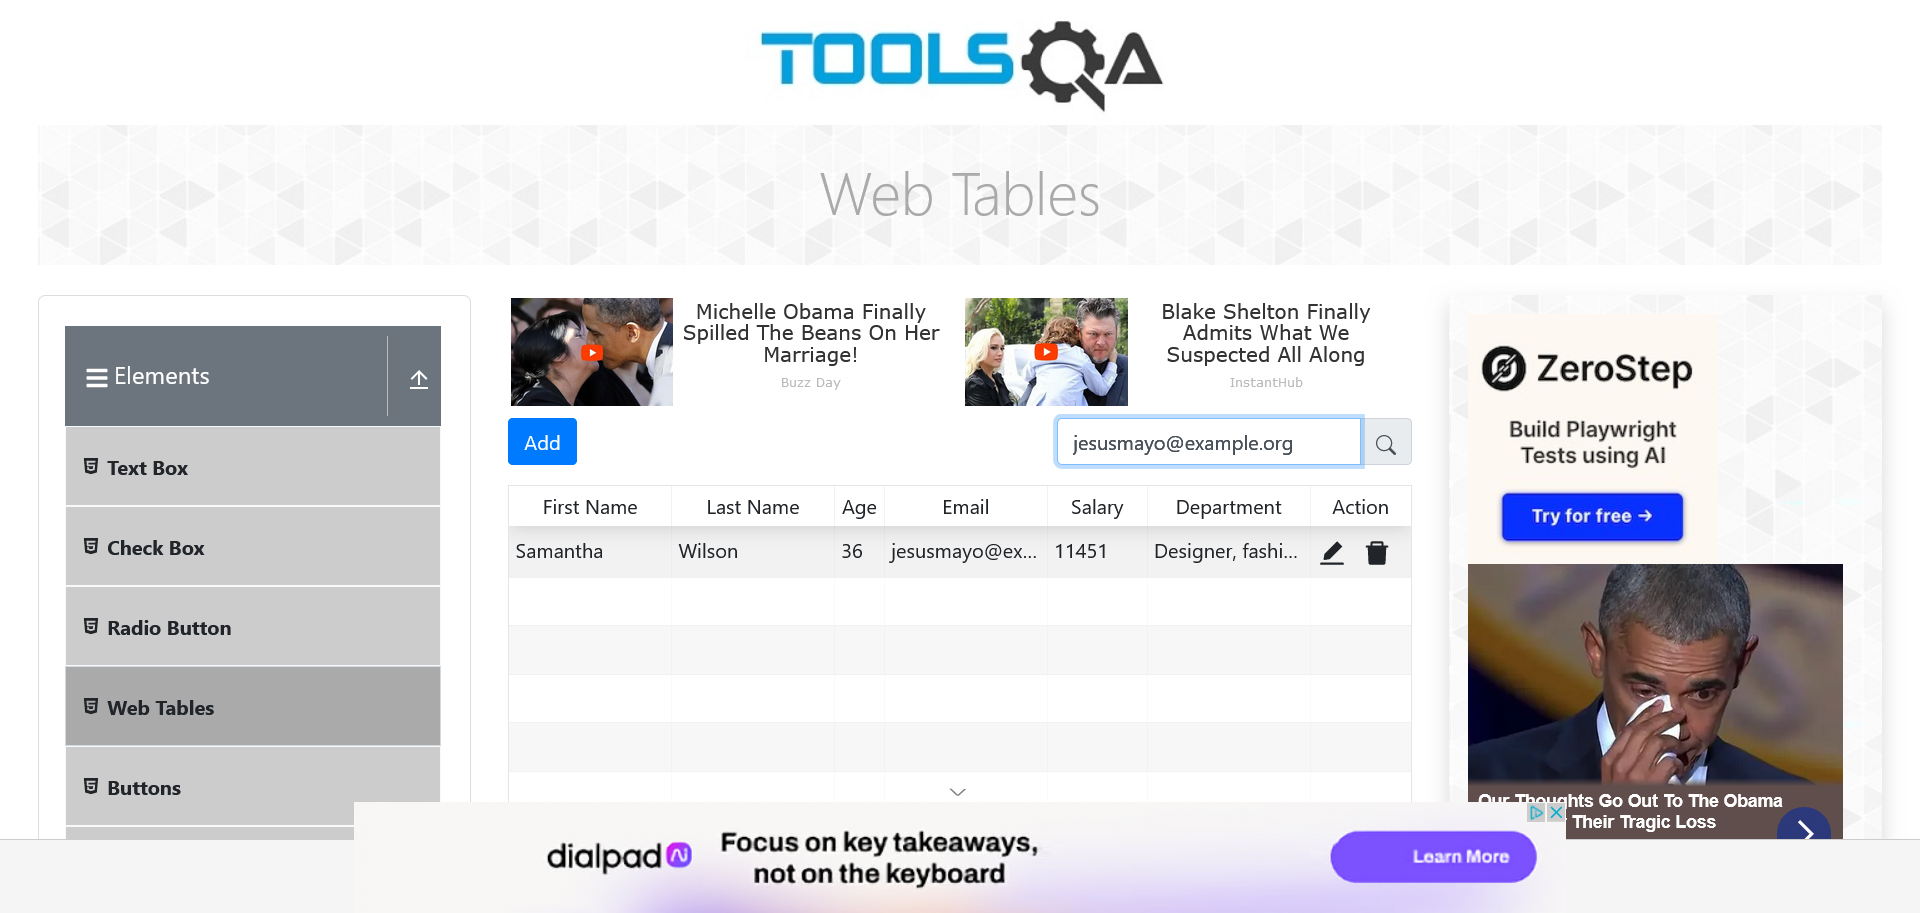 TOOLSQA
Web Tables
Elements
Text Box
Check Box
Radio Button
Web Tables
Buttons
Michelle Obama Finally
Spilled The Beans On Her
Marriage!
Buzz Day
Blake Shelton Finally
Admits What We
Suspected All Along
InstantHub
Add
jesusmayo@example.org
First Name Last Name Age Email Salary Department Action
Samantha Wilson 36 jesusmayo@ex... 11451 Designer, fashi...
ZeroStep
Build Playwright
Tests using AI
Try for free →
Our Thoughts Go Out To The Obama
Their Tragic Loss
dialpad Ai
Focus on key takeaways,
not on the keyboard
Learn More